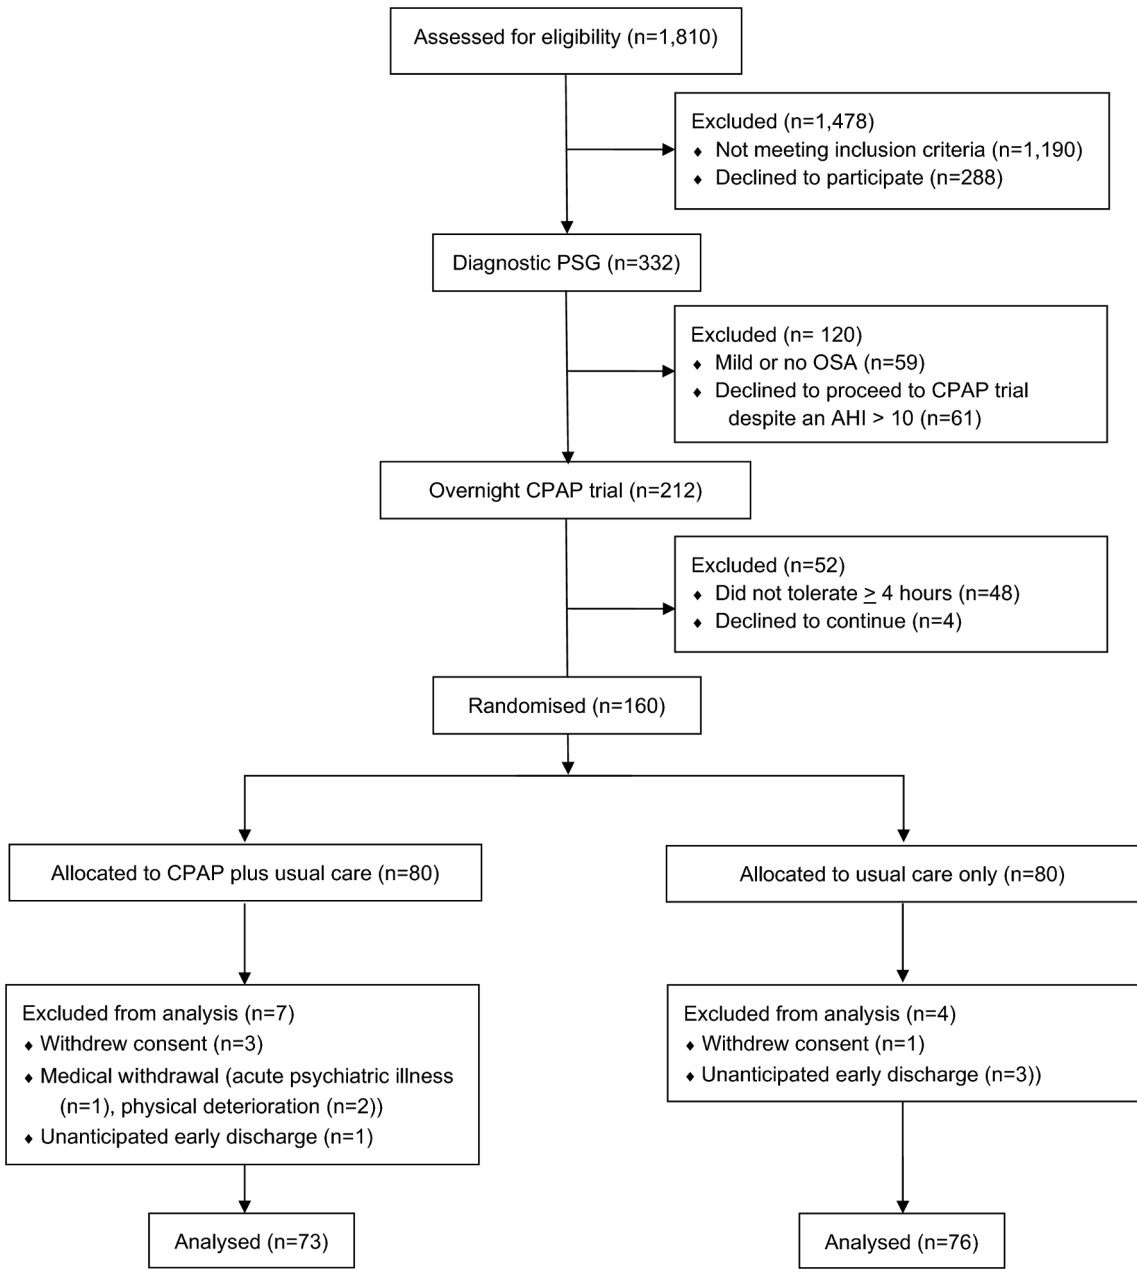 Assessed for eligibility (n=1,810)
Excluded (n=1,478)
♦ Not meeting inclusion criteria (n=1,190)
♦ Declined to participate (n=288)
Diagnostic PSG (n=332)
Excluded (n= 120)
♦ Mild or no OSA (n=59)
♦ Declined to proceed to CPAP trial
despite an AHI > 10 (n=61)
Overnight CPAP trial (n=212)
Excluded (n=52)
♦ Did not tolerate ≥ 4 hours (n=48)
♦ Declined to continue (n=4)
Randomised (n=160)
Allocated to CPAP plus usual care (n=80)
Allocated to usual care only (n=80)
Excluded from analysis (n=7)
♦ Withdrew consent (n=3)
♦ Medical withdrawal (acute psychiatric illness
(n=1), physical deterioration (n=2))
♦ Unanticipated early discharge (n=1)
Excluded from analysis (n=4)
♦ Withdrew consent (n=1)
♦ Unanticipated early discharge (n=3))
Analysed (n=73)
Analysed (n=76)